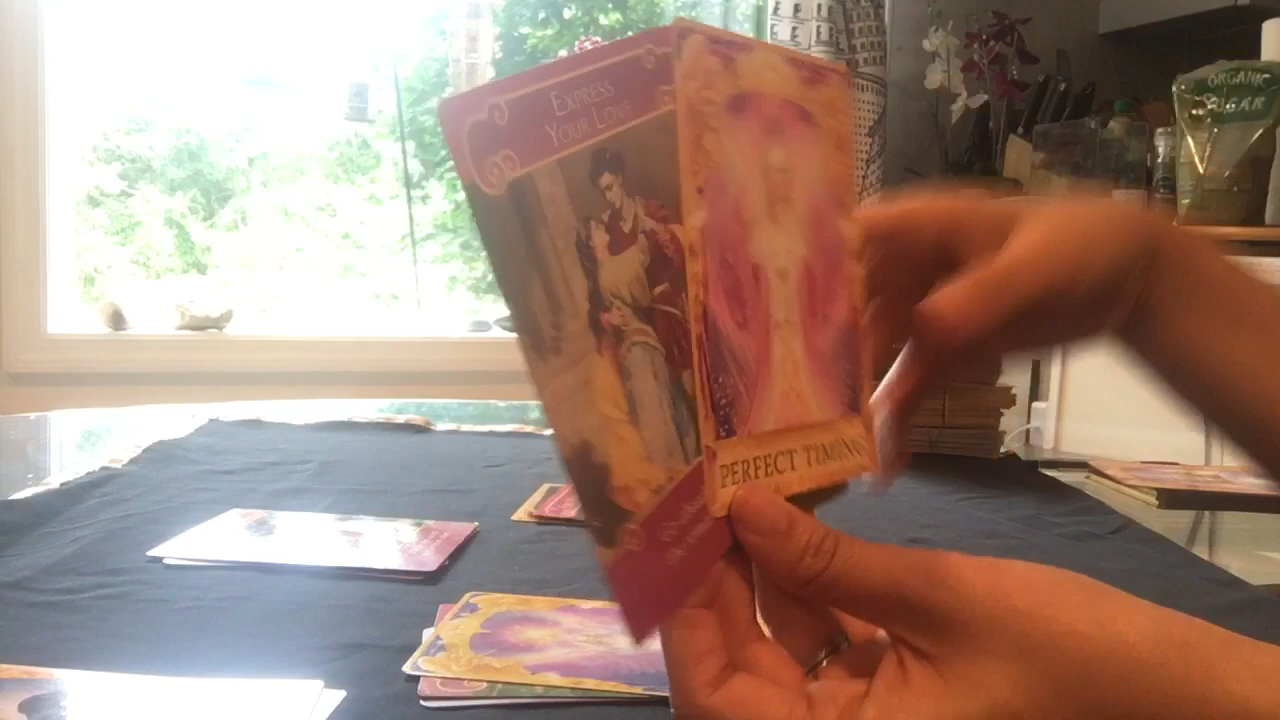 EXPRESS
YOUR LOVE
PERFECT TIMING
ORGANIC
SUGAR